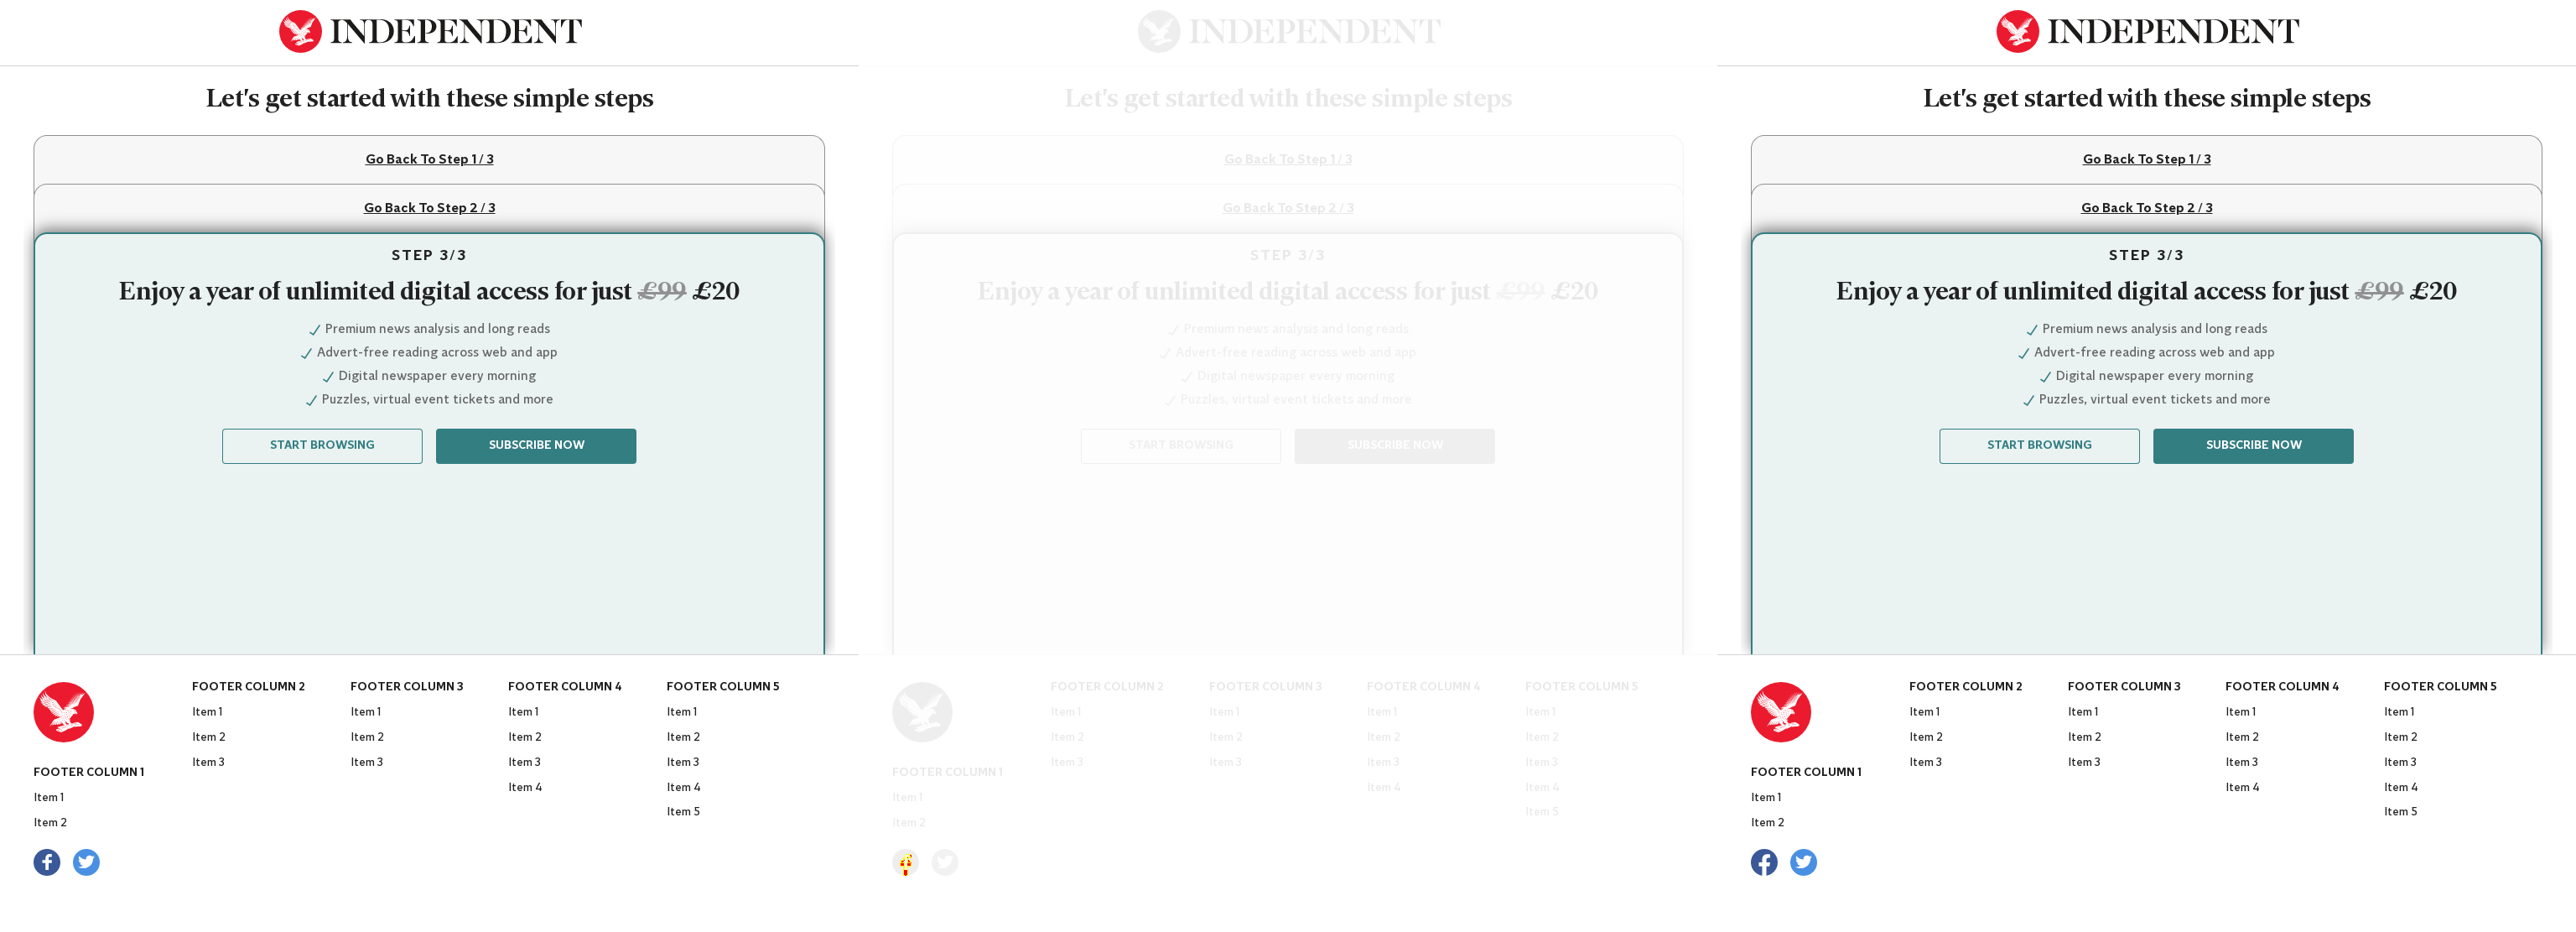 INDEPENDENT
Let's get started with these simple steps
Go Back To Step 1 / 3
Go Back To Step 2 / 3
STEP 3/3
Enjoy a year of unlimited digital access for just £99 £20
Premium news analysis and long reads
Advert-free reading across web and app
Digital newspaper every morning
Puzzles, virtual event tickets and more
START BROWSING SUBSCRIBE NOW
FOOTER COLUMN 1
Item 1
Item 2
FOOTER COLUMN 2
Item 1
Item 2
Item 3
FOOTER COLUMN 3
Item 1
Item 2
Item 3
FOOTER COLUMN 4
Item 1
Item 2
Item 3
Item 4
FOOTER COLUMN 5
Item 1
Item 2
Item 3
Item 4
Item 5
INDEPENDENT
Let's get started with these simple steps
Go Back To Step 1 / 3
Go Back To Step 2 / 3
STEP 3/3
Enjoy a year of unlimited digital access for just £99 £20
Premium news analysis and long reads
Advert-free reading across web and app
Digital newspaper every morning
Puzzles, virtual event tickets and more
START BROWSING SUBSCRIBE NOW
FOOTER COLUMN 1
Item 1
Item 2
FOOTER COLUMN 2
Item 1
Item 2
Item 3
FOOTER COLUMN 3
Item 1
Item 2
Item 3
FOOTER COLUMN 4
Item 1
Item 2
Item 3
Item 4
FOOTER COLUMN 5
Item 1
Item 2
Item 3
Item 4
Item 5
INDEPENDENT
Let's get started with these simple steps
Go Back To Step 1 / 3
Go Back To Step 2 / 3
STEP 3/3
Enjoy a year of unlimited digital access for just £99 £20
Premium news analysis and long reads
Advert-free reading across web and app
Digital newspaper every morning
Puzzles, virtual event tickets and more
START BROWSING SUBSCRIBE NOW
FOOTER COLUMN 1
Item 1
Item 2
FOOTER COLUMN 2
Item 1
Item 2
Item 3
FOOTER COLUMN 3
Item 1
Item 2
Item 3
FOOTER COLUMN 4
Item 1
Item 2
Item 3
Item 4
FOOTER COLUMN 5
Item 1
Item 2
Item 3
Item 4
Item 5